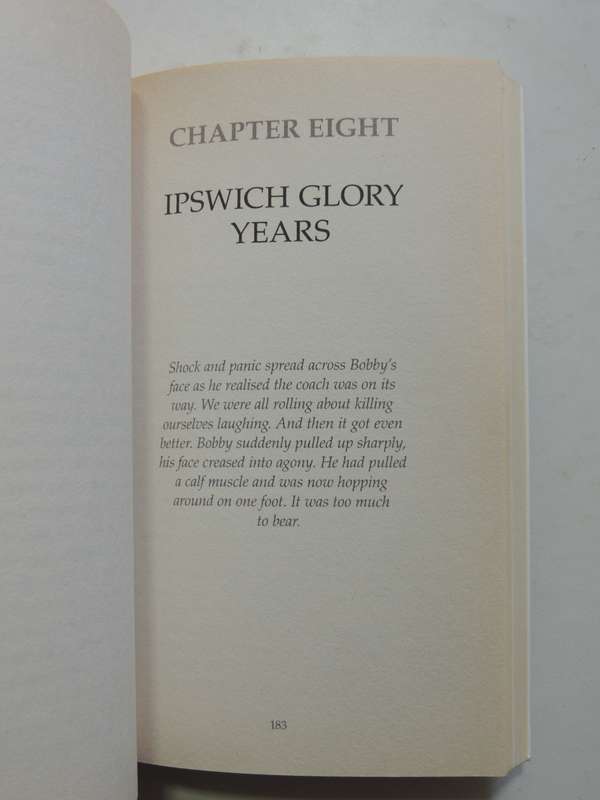 CHAPTER EIGHT
IPSWICH GLORY
YEARS
Shock and panic spread across Bobby's
face as he realised the coach was on its
way. We were all rolling about killing
ourselves laughing. And then it got even
better. Bobby suddenly pulled up sharply,
his face creased into agony. He had pulled
a calf muscle and was now hopping
around on one foot. It was too much
to bear.
183